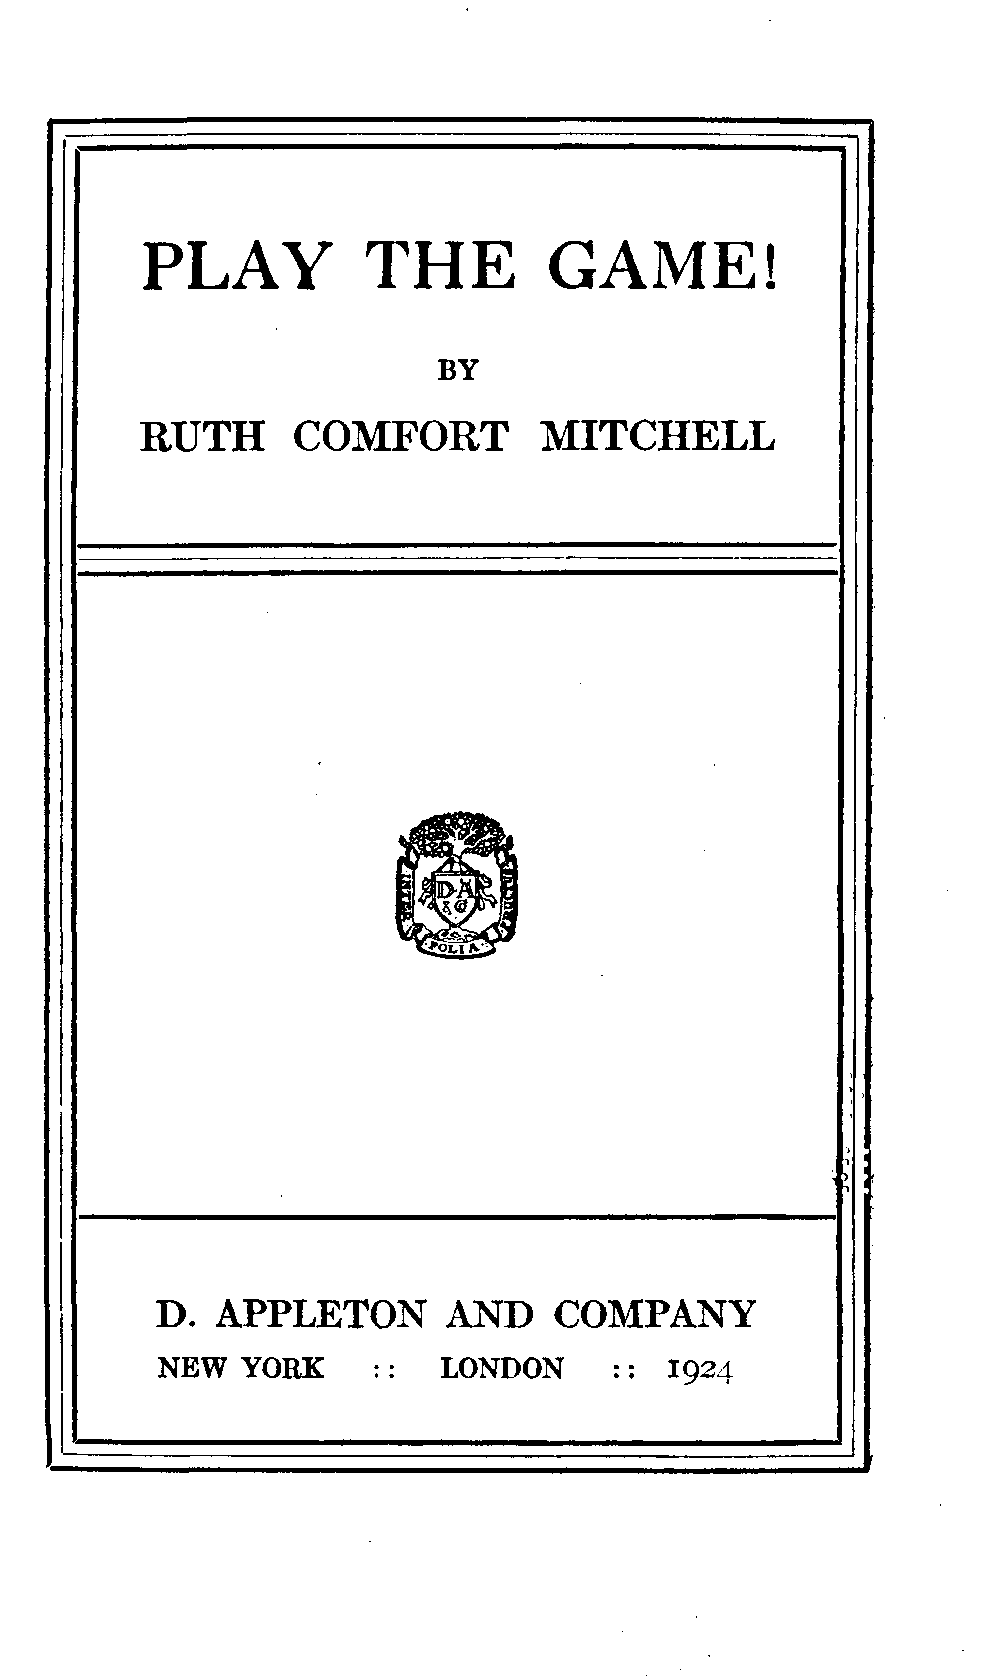 PLAY THE GAME!
BY
RUTH COMFORT MITCHELL
INTER
FOLIA
FRUCTUS
D A
& C
D. APPLETON AND COMPANY
NEW YORK :: LONDON :: 1924